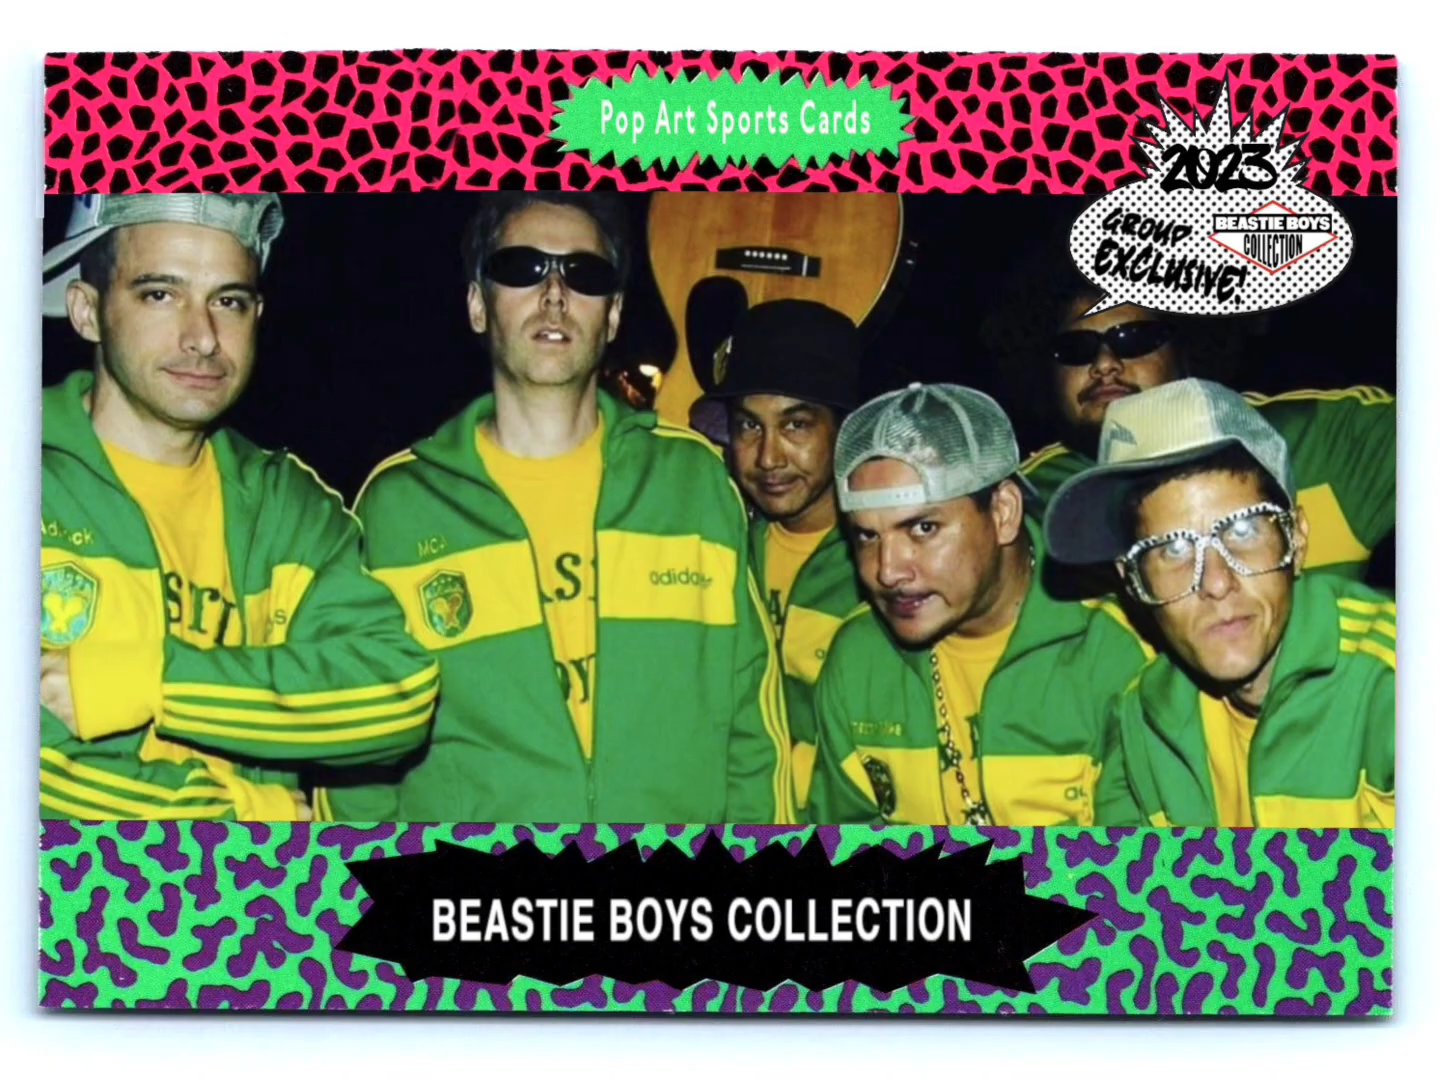 Pop Art Sports Cards
2023
GROUP
EXCLUSIVE!
BEASTIE BOYS
COLLECTION
MCA
adidas
BEASTIE BOYS COLLECTION